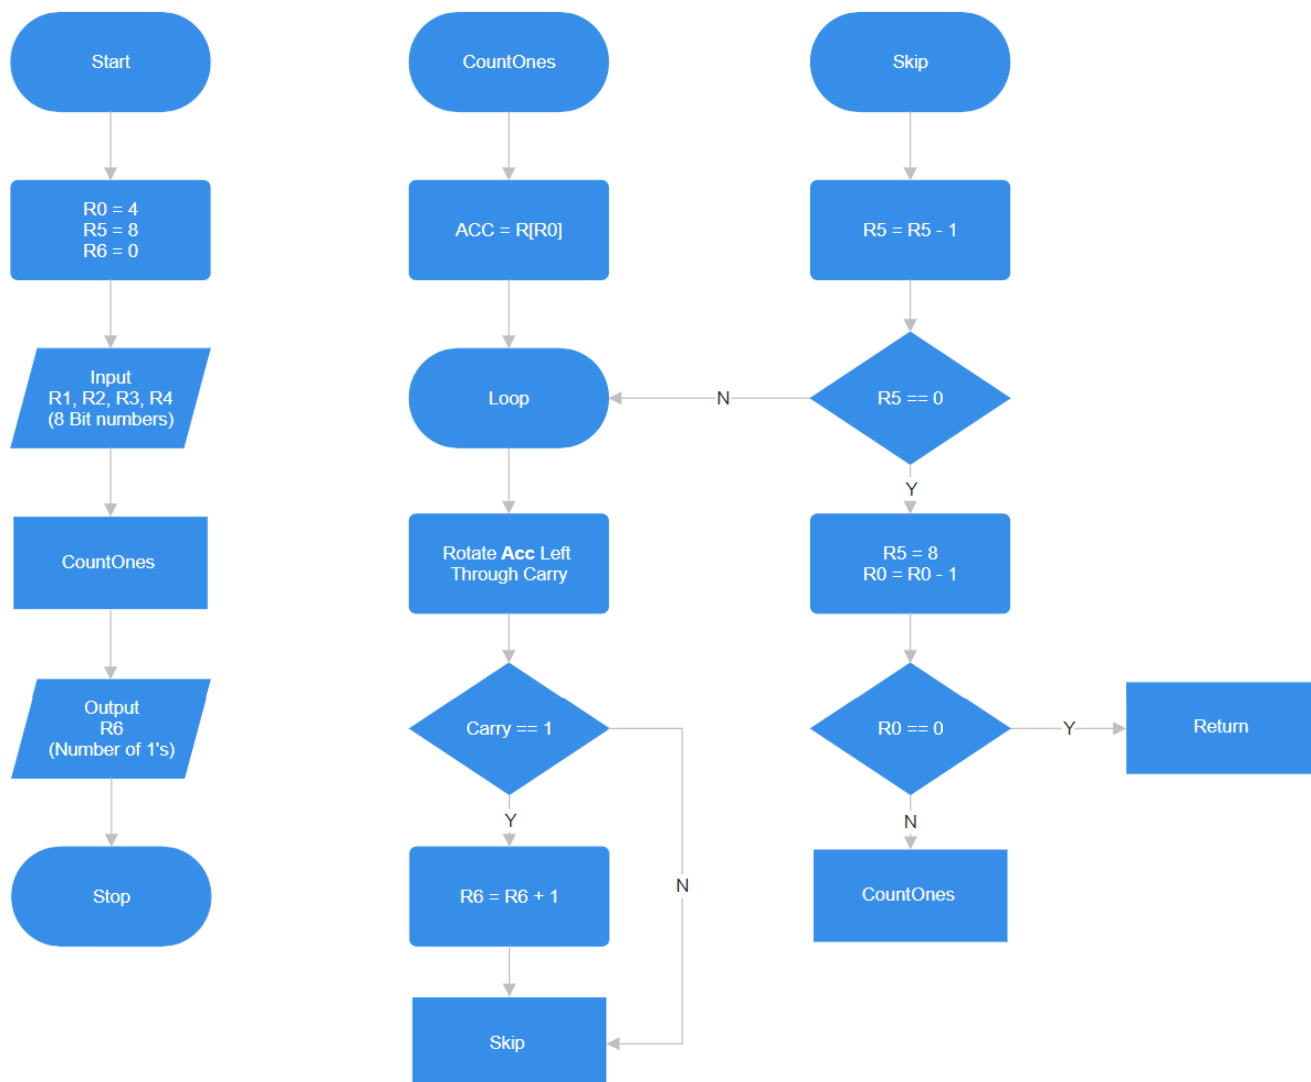 Start
R0 = 4
R5 = 8
R6 = 0
Input
R1, R2, R3, R4
(8 Bit numbers)
CountOnes
Output
R6
(Number of 1's)
Stop
CountOnes
ACC = R[R0]
Loop
Rotate Acc Left
Through Carry
Carry == 1
Y
N
R6 = R6 + 1
Skip
Skip
R5 = R5 - 1
R5 == 0
N
Y
R5 = 8
R0 = R0 - 1
R0 == 0
Y
Return
N
CountOnes